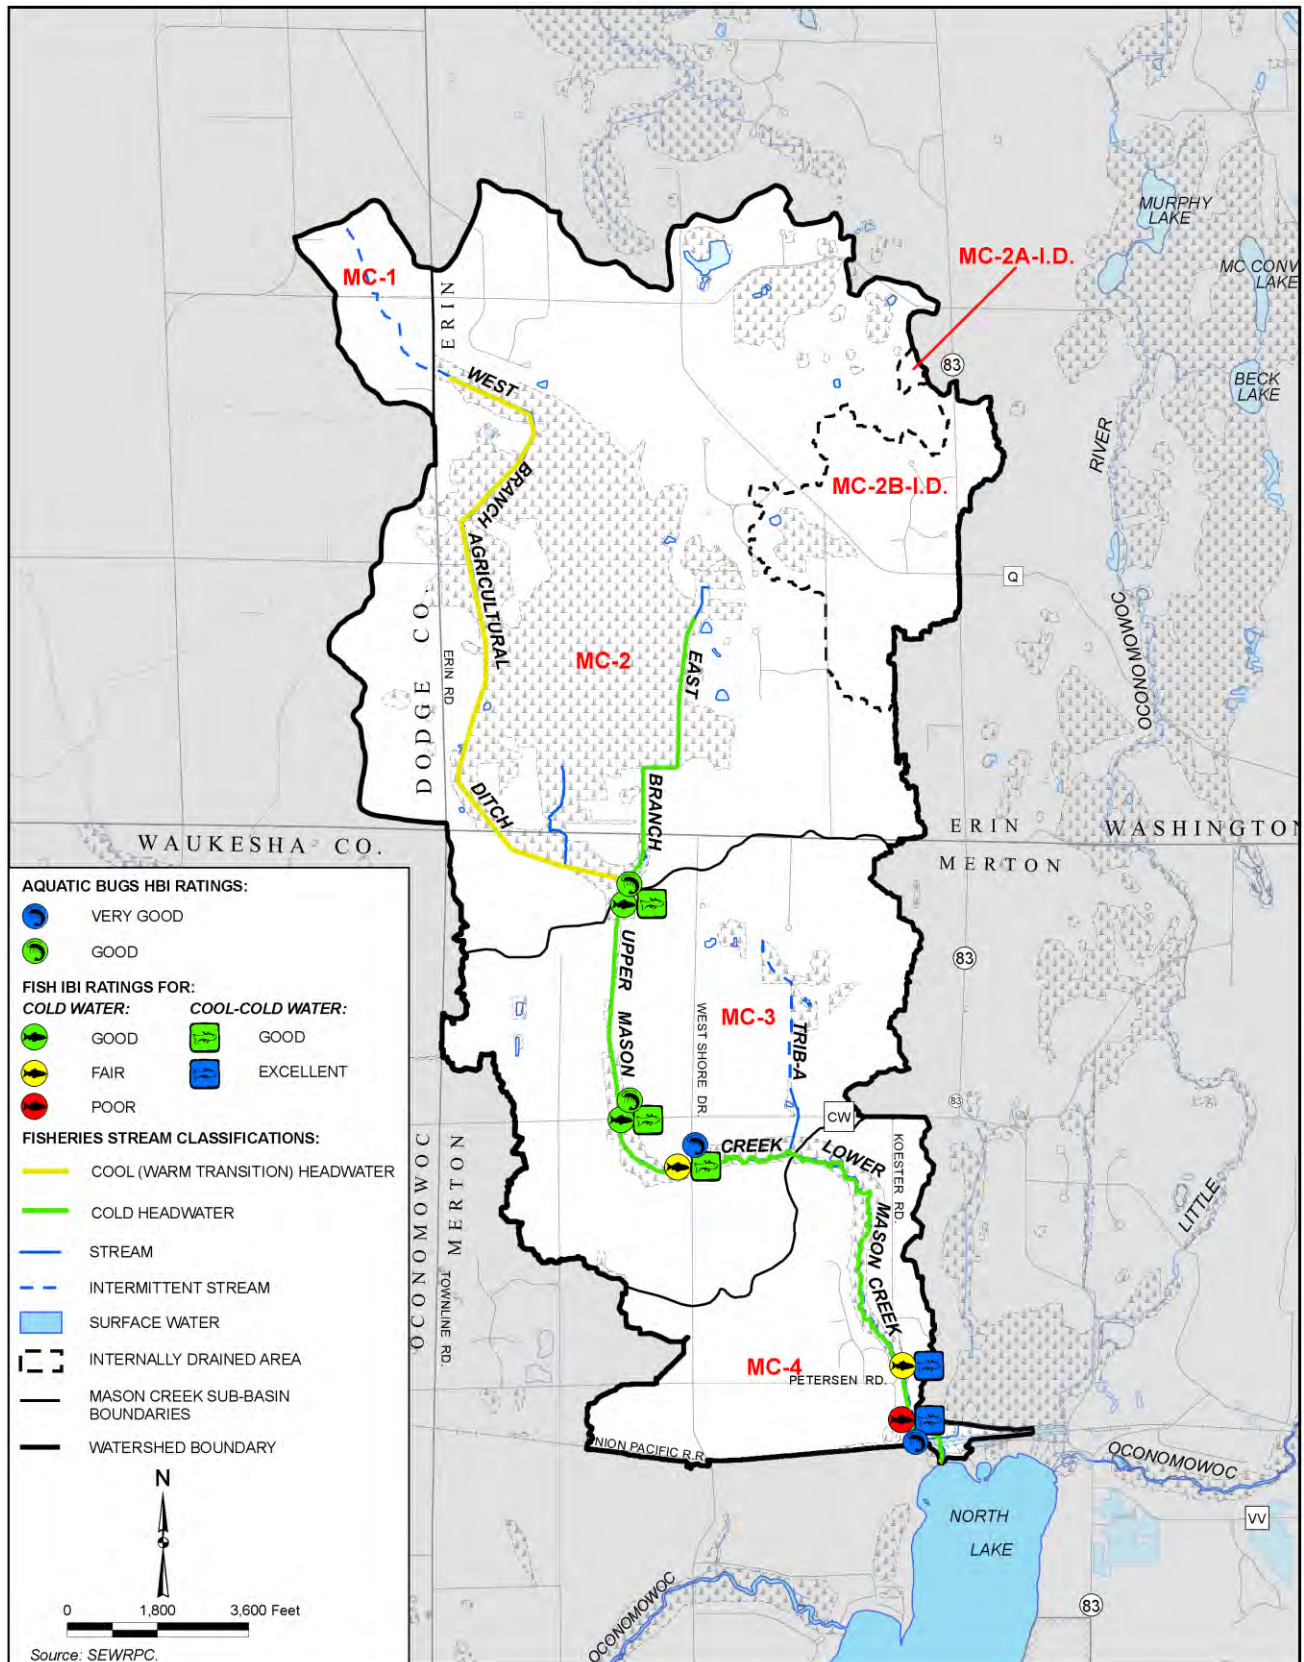 MURPHY
LAKE
MC-2A-I.D.
MC CONV
LAKE
MC-1
ERIN
83
WEST
BECK
LAKE
RIVER
BRANCH
MC-2B-I.D.
AGRICULTURAL
Q
DODGE CO.
ERIN RD
MC-2
EAST
OCONOMOWOC
DITCH
BRANCH
WAUKESHA CO.
ERIN
WASHINGTON
MERTON
AQUATIC BUGS HBI RATINGS:
VERY GOOD
GOOD
FISH IBI RATINGS FOR:
COLD WATER:
COOL-COLD WATER:
GOOD
GOOD
FAIR
EXCELLENT
POOR
FISHERIES STREAM CLASSIFICATIONS:
COOL (WARM TRANSITION) HEADWATER
COLD HEADWATER
STREAM
INTERMITTENT STREAM
SURFACE WATER
INTERNALLY DRAINED AREA
MASON CREEK SUB-BASIN
BOUNDARIES
WATERSHED BOUNDARY
N
0 1,800 3,600 Feet
Source: SEWRPC.
UPPER
MASON
CREEK
83
WEST SHORE DR.
MC-3
TRIB-A
83
CW
LOWER
KOESTER RD.
MASON CREEK
LITTLE
OCONOMOWOC
MERTON
TOWNLINE RD.
MC-4
PETERSEN RD.
NION PACIFIC R.R
OCONOMOWOC
NORTH
LAKE
VV
OCONOMOWOC
83